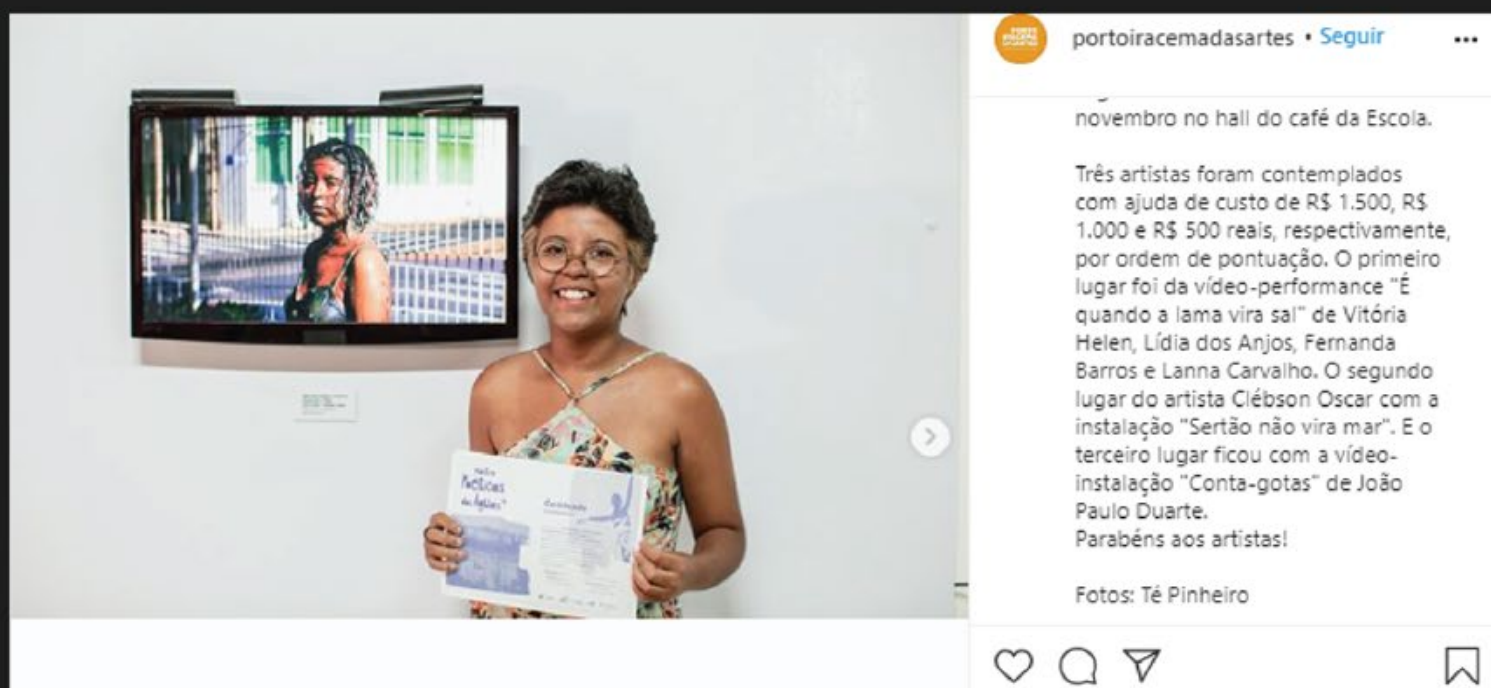 portoiracemadasartes • Seguir
novembro no hall do café da Escola.
Três artistas foram contemplados
com ajuda de custo de R$ 1.500, R$
1.000 e R$ 500 reais, respectivamente,
por ordem de pontuação. O primeiro
lugar foi da vídeo-performance "É
quando a lama vira sal" de Vitória
Helen, Lídia dos Anjos, Fernanda
Barros e Lanna Carvalho. O segundo
lugar do artista Clébson Oscar com a
instalação "Sertão não vira mar". E o
terceiro lugar ficou com a vídeo-
instalação "Conta-gotas" de João
Paulo Duarte.
Parabéns aos artistas!
Fotos: Té Pinheiro